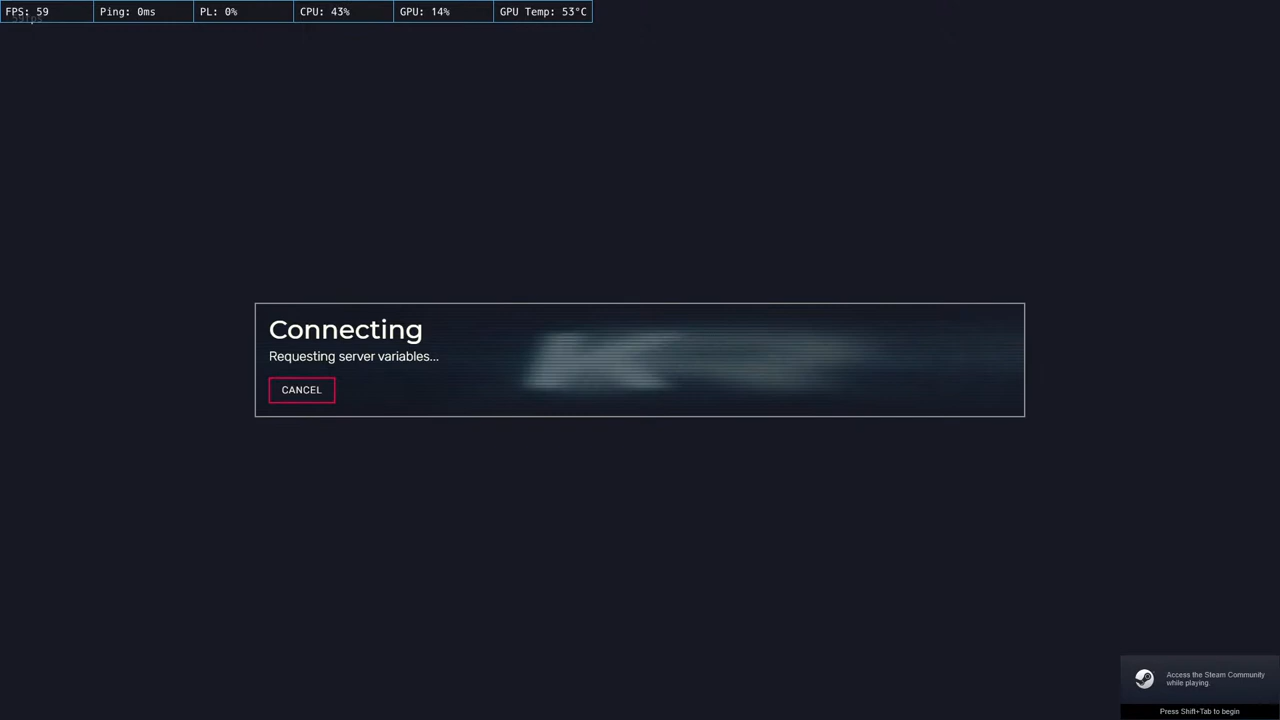 FPS: 59
Ping: 0ms
PL: 0%
CPU: 43%
GPU: 14%
GPU Temp: 53°C
59fps
Connecting
Requesting server variables...
CANCEL
Access the Steam Community
while playing.
Press Shift+Tab to begin